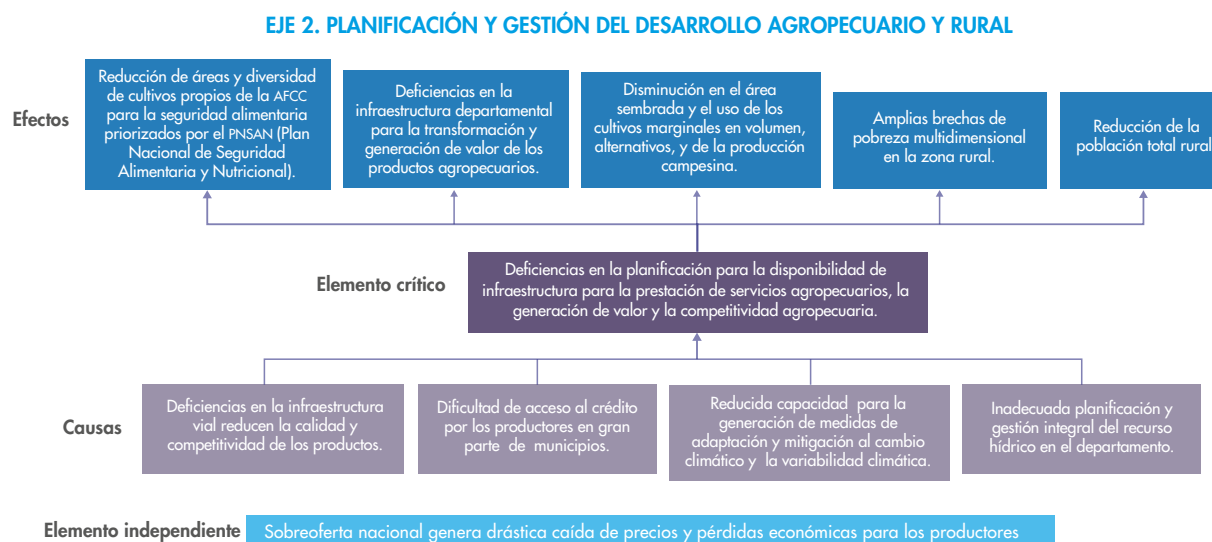 EJE 2. PLANIFICACIÓN Y GESTIÓN DEL DESARROLLO AGROPECUARIO Y RURAL
Efectos
Reducción de áreas y diversidad
de cultivos propios de la AFCC
para la seguridad alimentaria
priorizados por el PNSAN (Plan
Nacional de Seguridad
Alimentaria y Nutricional).
Deficiencias en la
infraestructura departamental
para la transformación y
generación de valor de los
productos agropecuarios.
Disminución en el área
sembrada y el uso de los
cultivos marginales en volumen,
alternativos, y de la producción
campesina.
Amplias brechas de
pobreza multidimensional
en la zona rural.
Reducción de la
población total rural
Elemento crítico
Deficiencias en la planificación para la disponibilidad de
infraestructura para la prestación de servicios agropecuarios, la
generación de valor y la competitividad agropecuaria.
Causas
Deficiencias en la infraestructura
vial reducen la calidad y
competitividad de los productos.
Dificultad de acceso al crédito
por los productores en gran
parte de municipios.
Reducida capacidad para la
generación de medidas de
adaptación y mitigación al cambio
climático y la variabilidad climática.
Inadecuada planificación y
gestión integral del recurso
hídrico en el departamento.
Elemento independiente
Sobreoferta nacional genera drástica caída de precios y pérdidas económicas para los productores